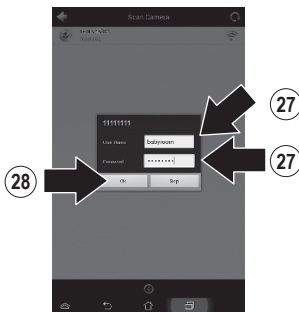 Scan Camera
11111111
User Name
babyroom
27
Password
••••••••
27
28
OK
Skip